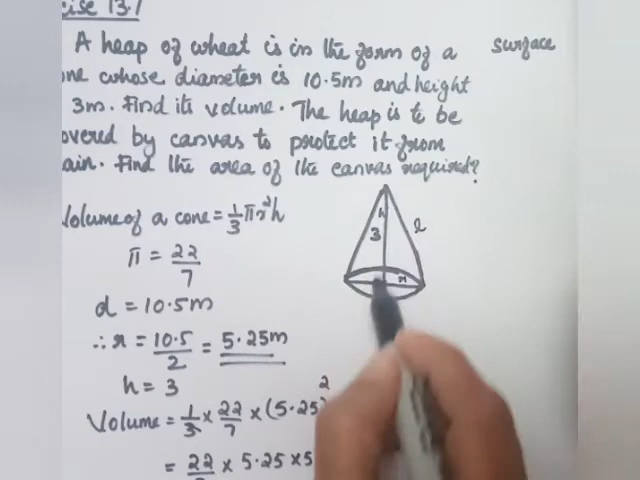 cise 13.7
A heap of wheat is in the form of a
one whose diameter is 10.5m and height
3m. Find its volume. The heap is to be
overed by canvas to protect it from
ain. Find the area of the canvas required?
surface
Volume of a cone = 1/3 πr²h
π = 22/7
d = 10.5m
∴ r = 10.5/2 = 5.25m
h = 3
Volume = 1/3 × 22/7 × (5.25)²
= 22/ × 5.25 × 5
h
3
l
r